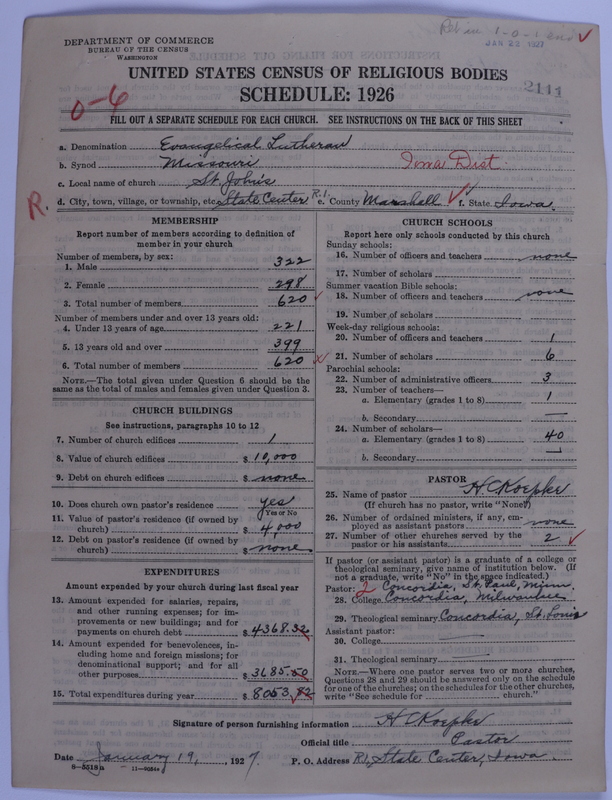 JAN 22 1927
DEPARTMENT OF COMMERCE
BUREAU OF THE CENSUS
WASHINGTON
UNITED STATES CENSUS OF RELIGIOUS BODIES
SCHEDULE: 1926
2111
0-6
FILL OUT A SEPARATE SCHEDULE FOR EACH CHURCH. SEE INSTRUCTIONS ON THE BACK OF THIS SHEET
a. Denomination Evangelical Lutheran
b. Synod Missouri Iowa Dist.
c. Local name of church St. John's
R. d. City, town, village, or township, etc. State Center R.1. e. County Marshall f. State Iowa.
MEMBERSHIP
Report number of members according to definition of
member in your church
Number of members, by sex:
1. Male 322
2. Female 298
3. Total number of members 620
Number of members under and over 13 years old:
4. Under 13 years of age 221
5. 13 years old and over 399
6. Total number of members 620
NOTE.—The total given under Question 6 should be the
same as the total of males and females given under Question 3.
CHURCH BUILDINGS
See instructions, paragraphs 10 to 12
7. Number of church edifices 1
8. Value of church edifices $ 10,000
9. Debt on church edifices $ none
10. Does church own pastor's residence yes
Yes or No
11. Value of pastor's residence (if owned by
church) $ 4,000
12. Debt on pastor's residence (if owned by
church) $ none
EXPENDITURES
Amount expended by your church during last fiscal year
13. Amount expended for salaries, repairs,
and other running expenses; for im-
provements or new buildings; and for
payments on church debt $ 4368.32
14. Amount expended for benevolences, in-
cluding home and foreign missions; for
denominational support; and for all
other purposes $ 3685.50
15. Total expenditures during year $ 8053.82
CHURCH SCHOOLS
Report here only schools conducted by this church
Sunday schools:
16. Number of officers and teachers none
17. Number of scholars
Summer vacation Bible schools:
18. Number of officers and teachers none
19. Number of scholars
Week-day religious schools:
20. Number of officers and teachers 1
21. Number of scholars 6
Parochial schools:
22. Number of administrative officers 3
23. Number of teachers—
a. Elementary (grades 1 to 8) 1
b. Secondary —
24. Number of scholars—
a. Elementary (grades 1 to 8) 40
b. Secondary —
PASTOR
25. Name of pastor H C Koepke
(If church has no pastor, write "None")
26. Number of ordained ministers, if any, em-
ployed as assistant pastors none
27. Number of other churches served by the
pastor or his assistants 2
If pastor (or assistant pastor) is a graduate of a college or
theological seminary, give name of institution below. (If
not a graduate, write "No" in the space indicated.)
Pastor: 2 Concordia, St. Paul, Minn.
28. College Concordia, Milwaukee
29. Theological seminary Concordia, St. Louis
Assistant pastor:
30. College
31. Theological seminary
NOTE.—Where one pastor serves two or more churches,
Questions 28 and 29 should be answered only on the schedule
for one of the churches; on the schedules for the other churches,
write "See schedule for church."
Signature of person furnishing information H C Koepke
Official title Pastor
Date January 19, 1927. P. O. Address R1, State Center, Iowa.
8—5518a 11—9054a